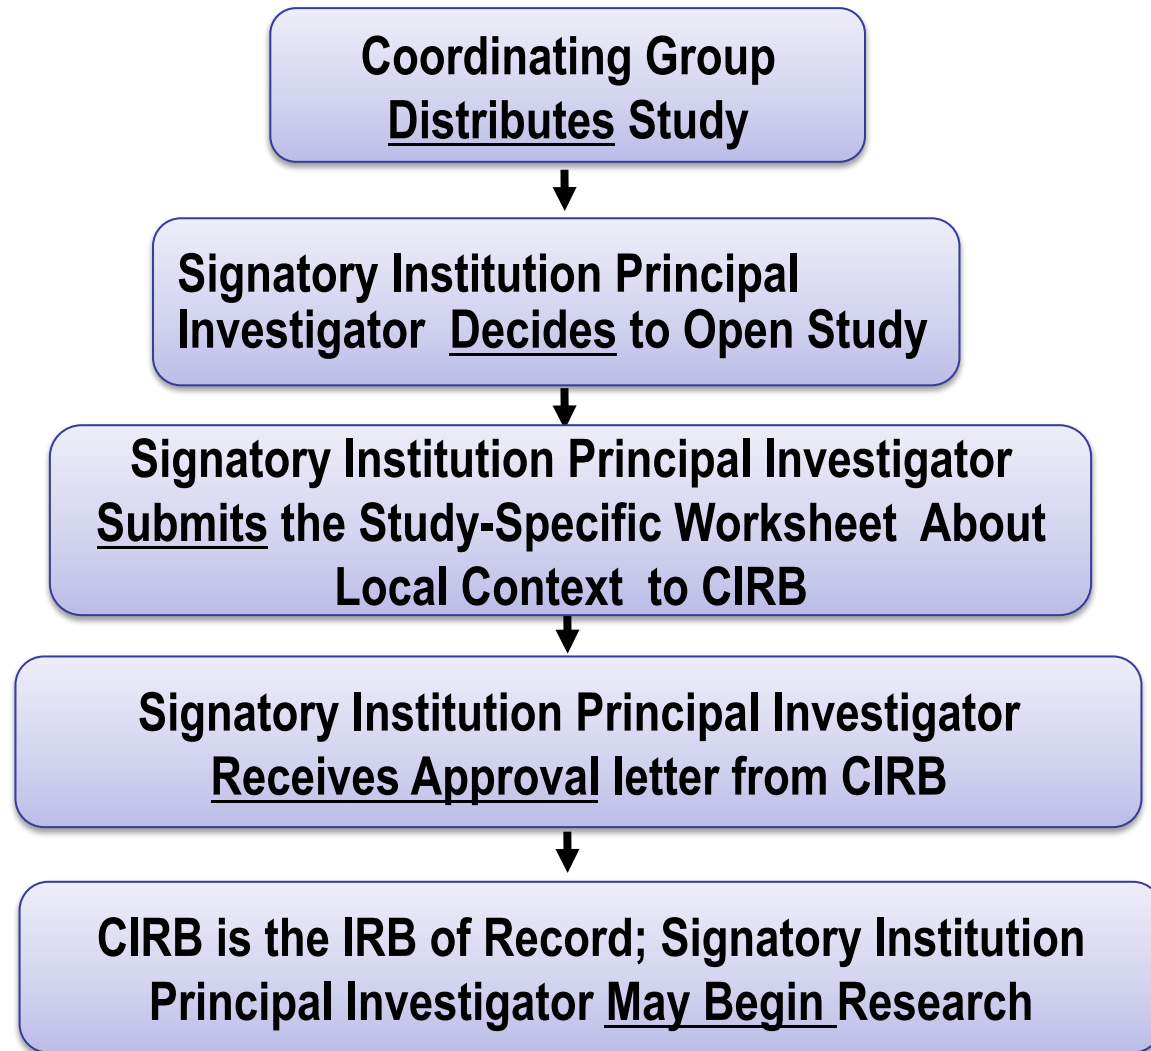 Coordinating Group
Distributes Study
Signatory Institution Principal
Investigator  Decides to Open Study
Signatory Institution Principal Investigator
Submits the Study-Specific Worksheet  About
Local Context  to CIRB
Signatory Institution Principal Investigator
Receives Approval letter from CIRB
CIRB is the IRB of Record; Signatory Institution
Principal Investigator May Begin Research